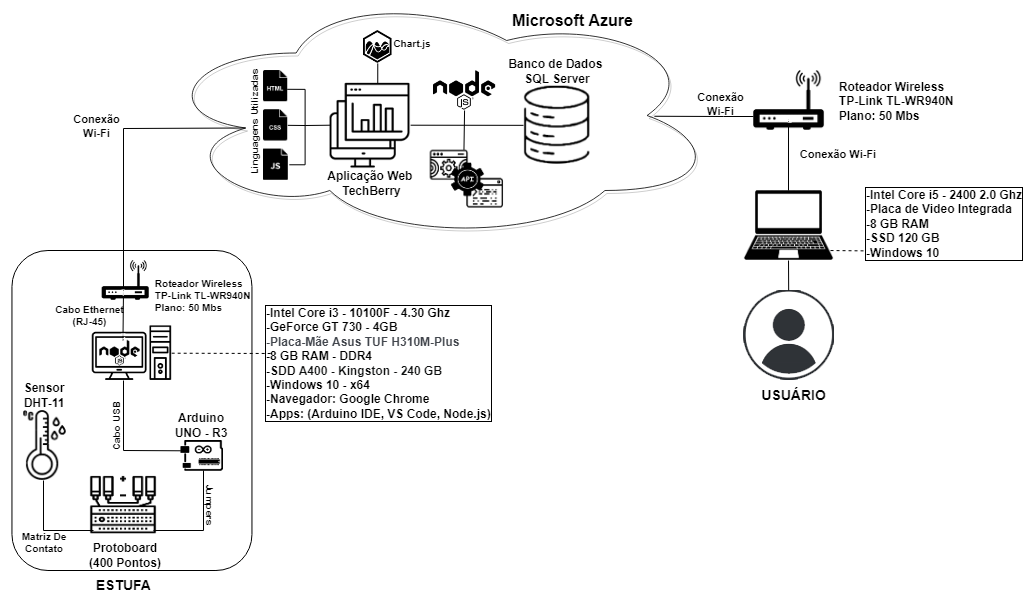 Microsoft Azure
Chart.js
Linguagens Utilizadas
HTML
CSS
JS
Aplicação Web
TechBerry
node
JS
API
Banco de Dados
SQL Server
Conexão
Wi-Fi
Conexão
Wi-Fi
Roteador Wireless
TP-Link TL-WR940N
Plano: 50 Mbs
Conexão Wi-Fi
-Intel Core i5 - 2400 2.0 Ghz
-Placa de Video Integrada
-8 GB RAM
-SSD 120 GB
-Windows 10
USUÁRIO
Roteador Wireless
TP-Link TL-WR940N
Plano: 50 Mbs
Cabo Ethernet
(RJ-45)
node
JS
-Intel Core i3 - 10100F - 4.30 Ghz
-GeForce GT 730 - 4GB
-Placa-Mãe Asus TUF H310M-Plus
-8 GB RAM - DDR4
-SDD A400 - Kingston - 240 GB
-Windows 10 - x64
-Navegador: Google Chrome
-Apps: (Arduino IDE, VS Code, Node.js)
Sensor
DHT-11
°C
Cabo USB
Arduino
UNO - R3
Jumpers
Matriz De
Contato
Protoboard
(400 Pontos)
ESTUFA